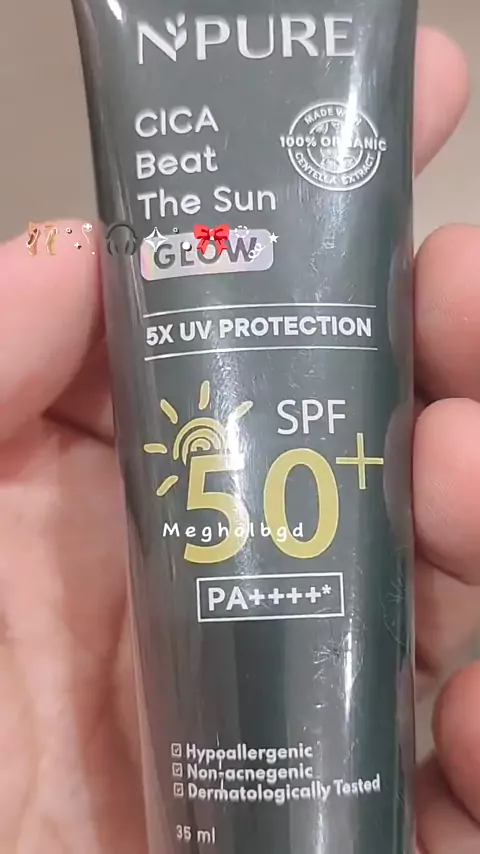 NPURE
CICA
Beat
The Sun
MADE WITH
100% ORGANIC
CENTELLA EXTRACT
GLOW
5X UV PROTECTION
SPF
50+
Megholbgd
PA++++*
Hypoallergenic
Non-acnegenic
Dermatologically Tested
35 ml